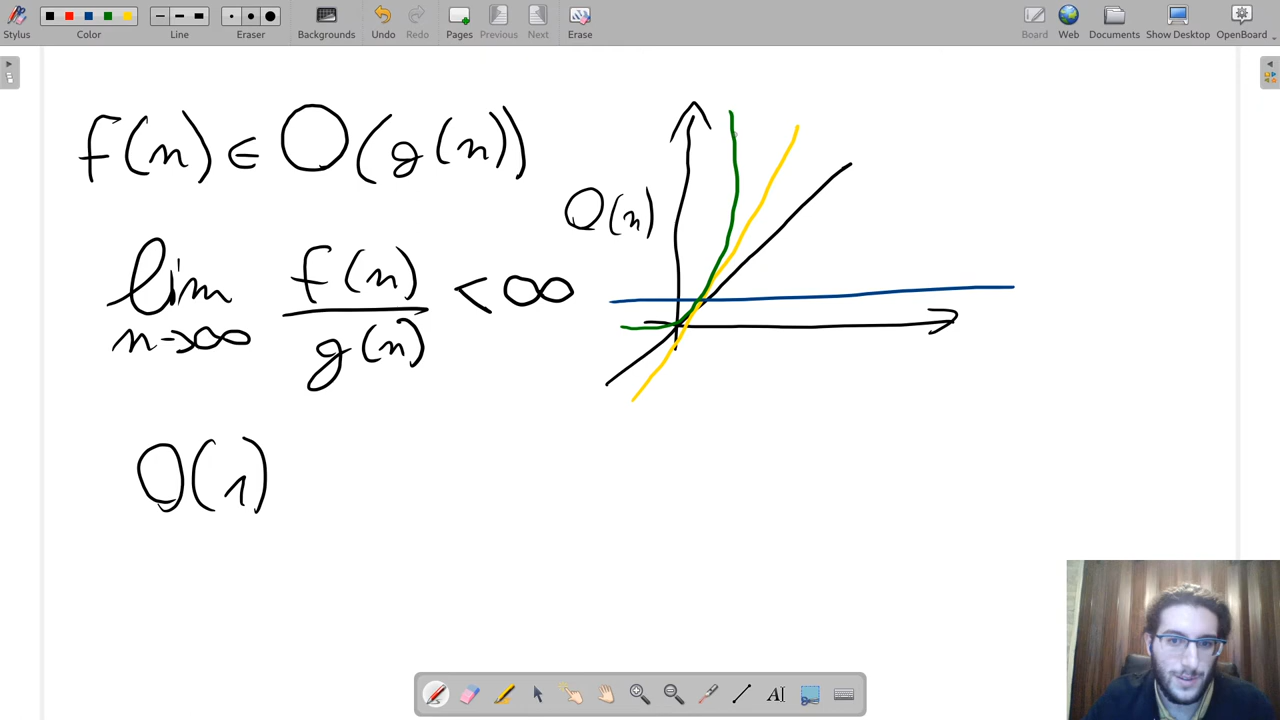 Stylus Color Line Eraser Backgrounds Undo Redo Pages Previous Next Erase Board Web Documents Show Desktop OpenBoard
f(n) ∈ O(g(n))
O(n)
lim n→∞ f(n)/g(n) < ∞
O(1)
AI